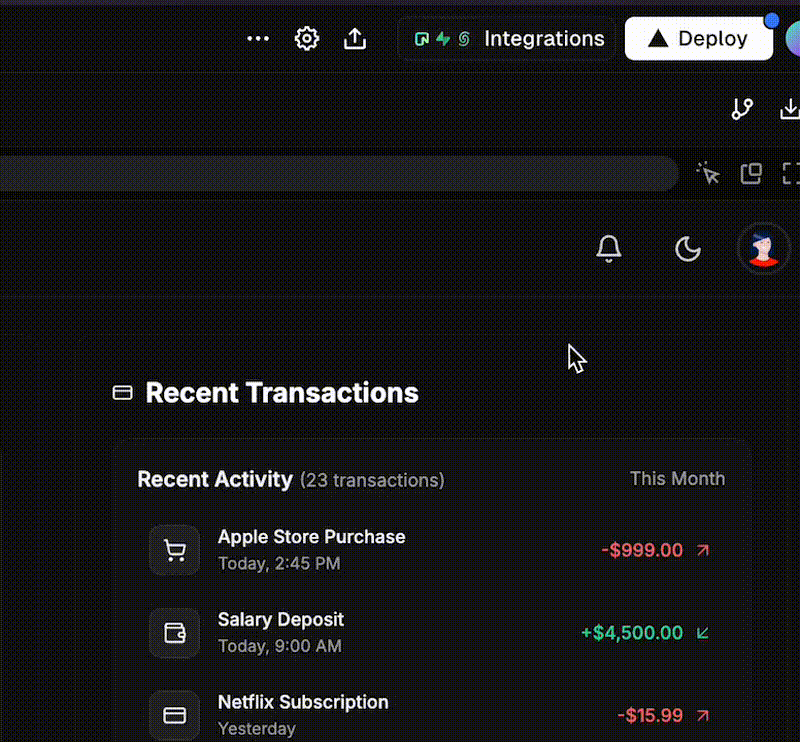 Integrations
Deploy
Recent Transactions
Recent Activity (23 transactions)
This Month
Apple Store Purchase
Today, 2:45 PM
-$999.00
Salary Deposit
Today, 9:00 AM
+$4,500.00
Netflix Subscription
Yesterday
-$15.99